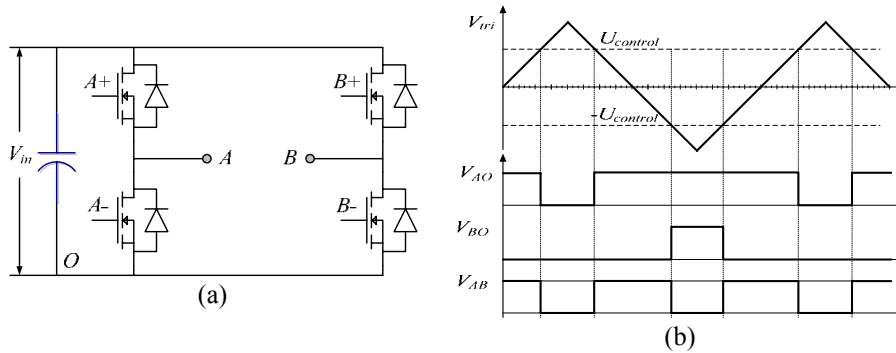 V_in
A+
A-
A
B
B+
B-
O
(a)
V_tri
U_control
-U_control
V_AO
V_BO
V_AB
(b)